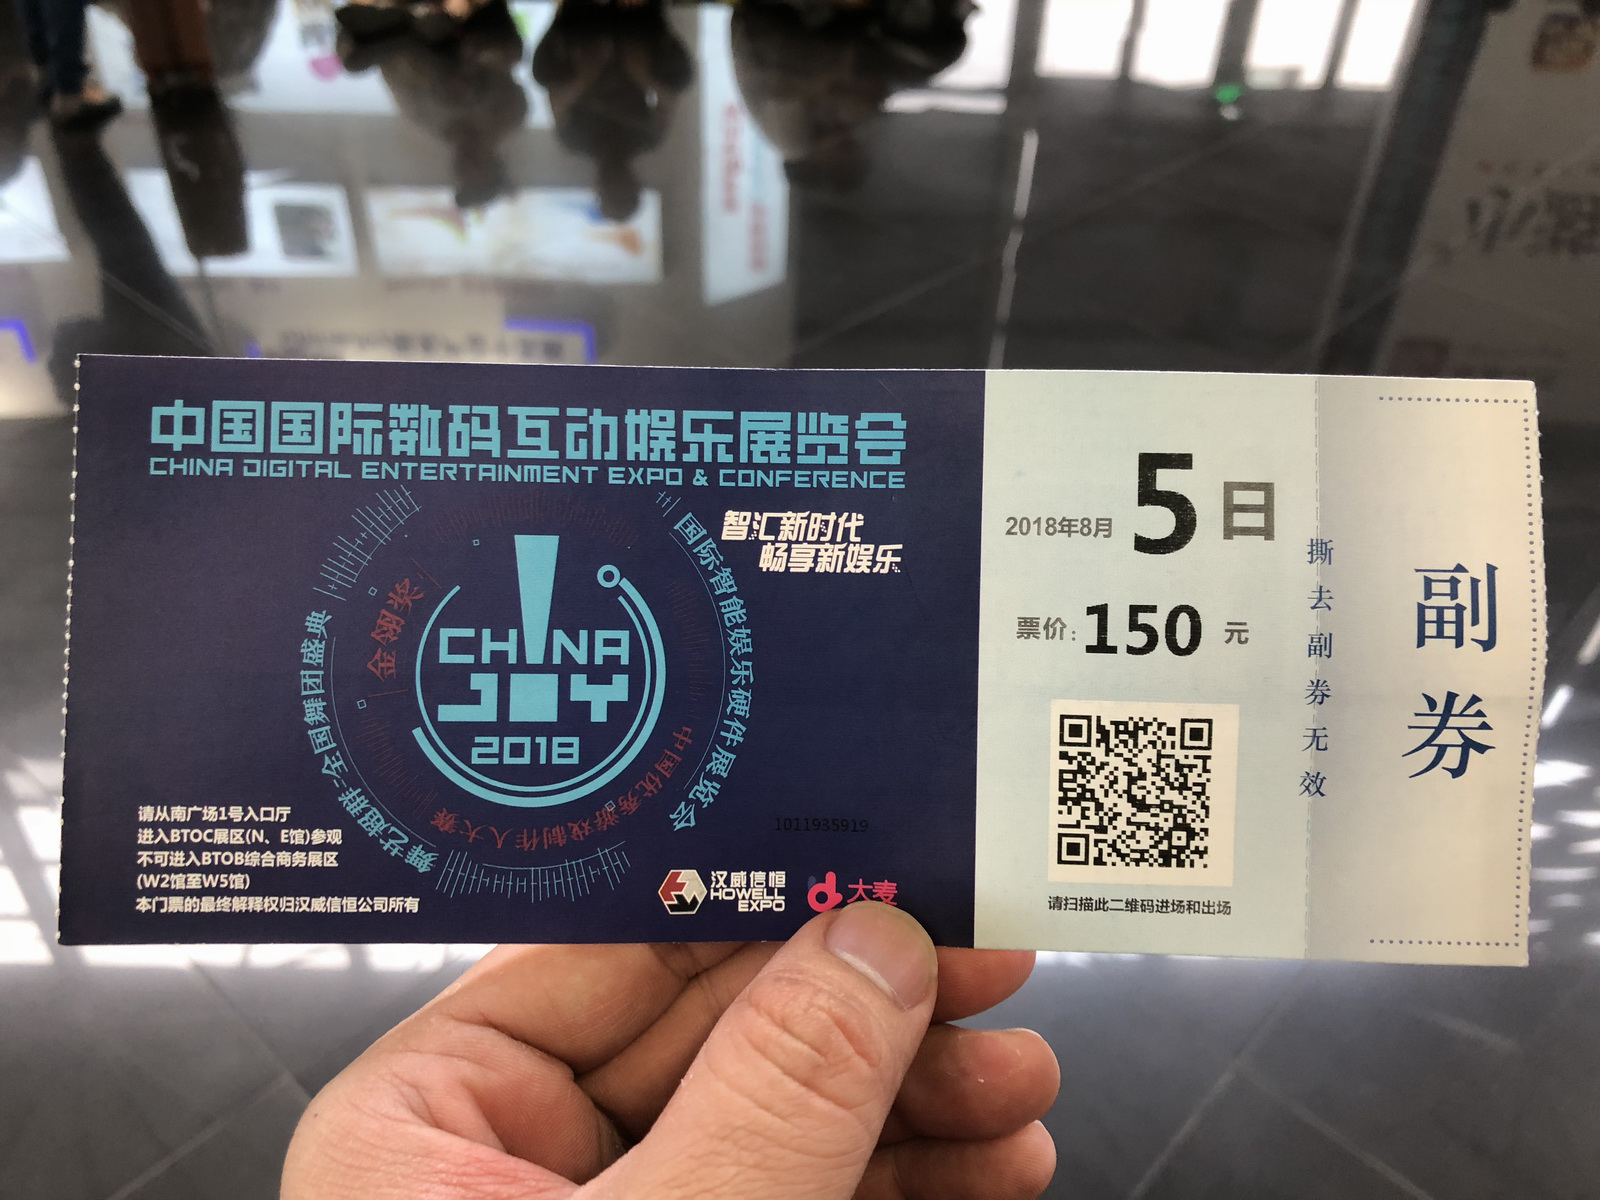 中国国际数码互动娱乐展览会
CHINA DIGITAL ENTERTAINMENT EXPO & CONFERENCE
智汇新时代
畅享新娱乐
国际智能娱乐硬件展览会
金翎奖
舞艺超群·全国舞团盛典
中国优秀游戏制作人大赛
CHINA
JOY
2018
请从南广场1号入口厅
进入BTOC展区(N、E馆)参观
不可进入BTOB综合商务展区
(W2馆至W5馆)
本门票的最终解释权归汉威信恒公司所有
1011935919
汉威信恒
HOWELL
EXPO
大麦
2018年8月5日
票价:150 元
请扫描此二维码进场和出场
撕去副券无效
副券